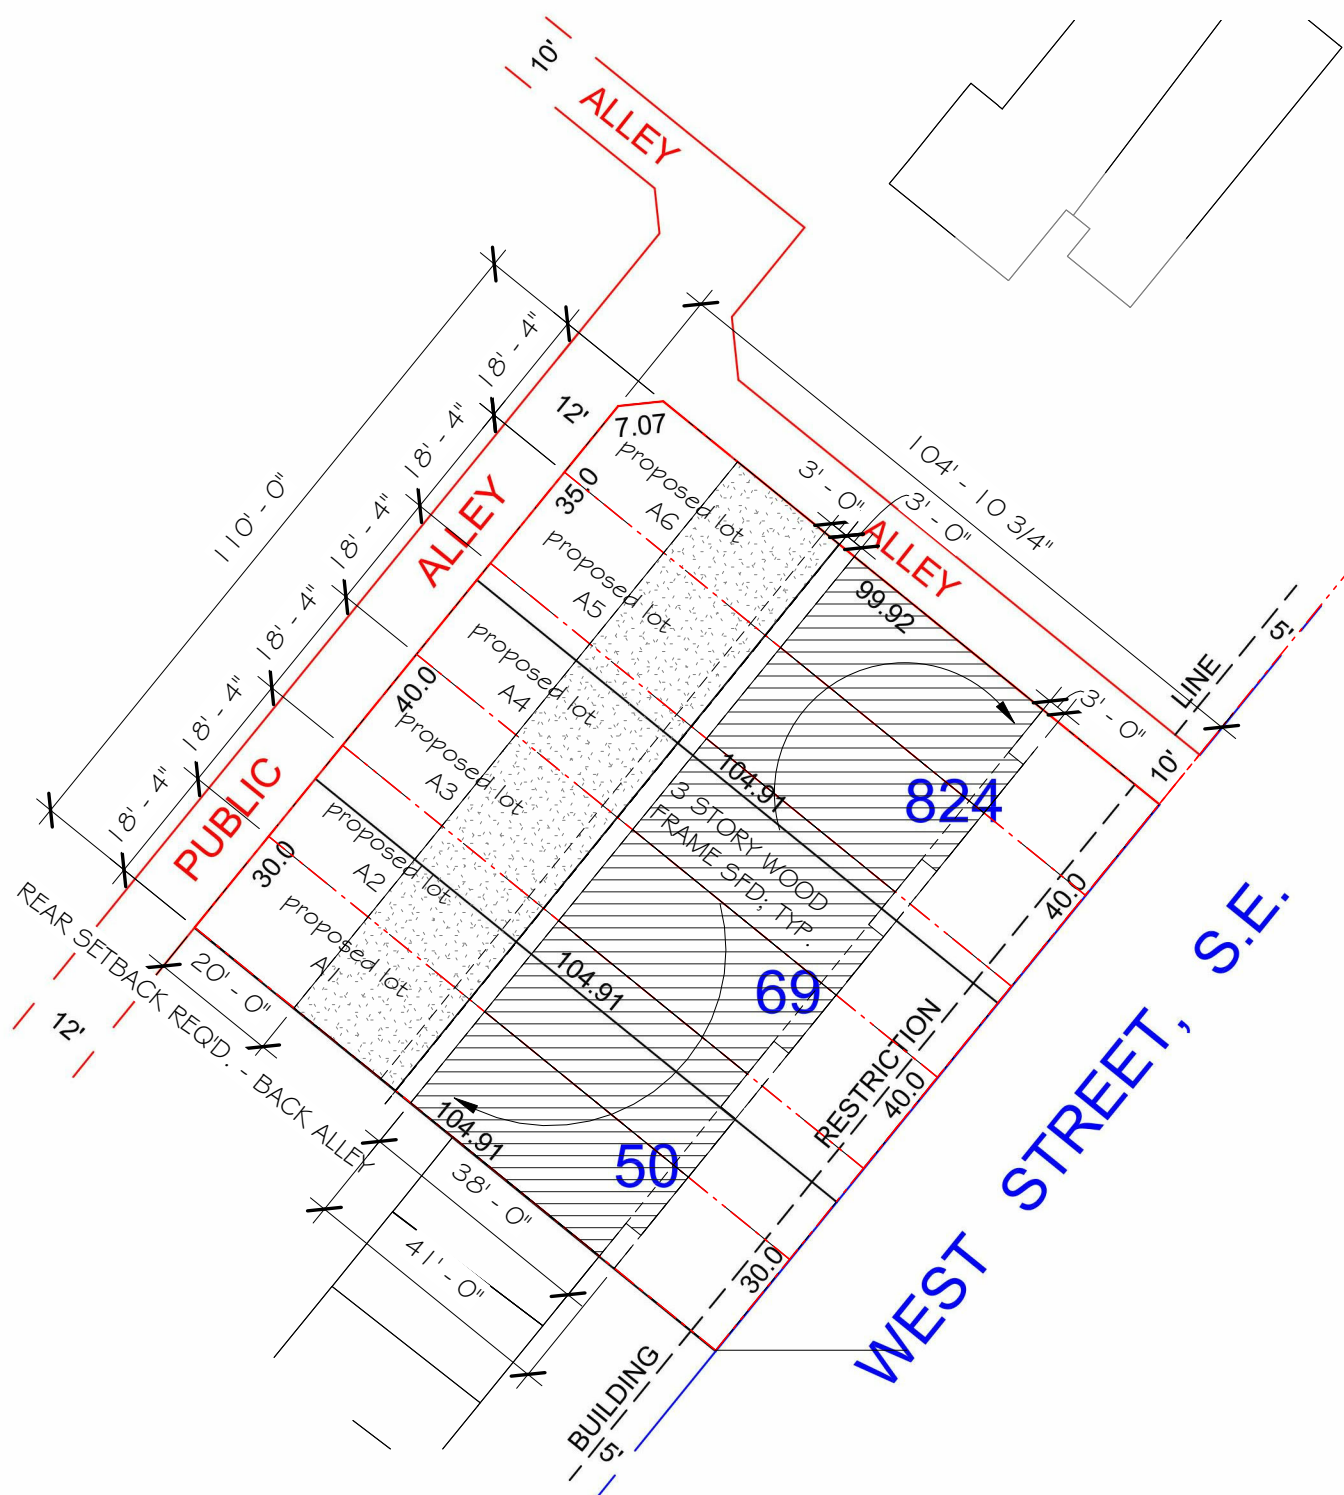 10'
ALLEY
18' - 4"
18' - 4"
18' - 4"
18' - 4"
18' - 4"
18' - 4"
110' - 0"
12'
7.07
35.0
proposed lot
A6
proposed lot
A5
proposed lot
A4
proposed lot
A3
proposed lot
A2
proposed lot
A1
3' - 0"
3' - 0"
104' - 10 3/4"
ALLEY
99.92
PUBLIC ALLEY
40.0
30.0
3' - 0"
LINE
5'
10'
104.91
824
3 STORY WOOD
FRAME SFD; TYP.
40.0
69
104.91
RESTRICTION
40.0
REAR SETBACK REQ'D. - BACK ALLEY
20' - 0"
12'
104.91
50
38' - 0"
41' - 0"
30.0
BUILDING
5'
WEST STREET, S.E.